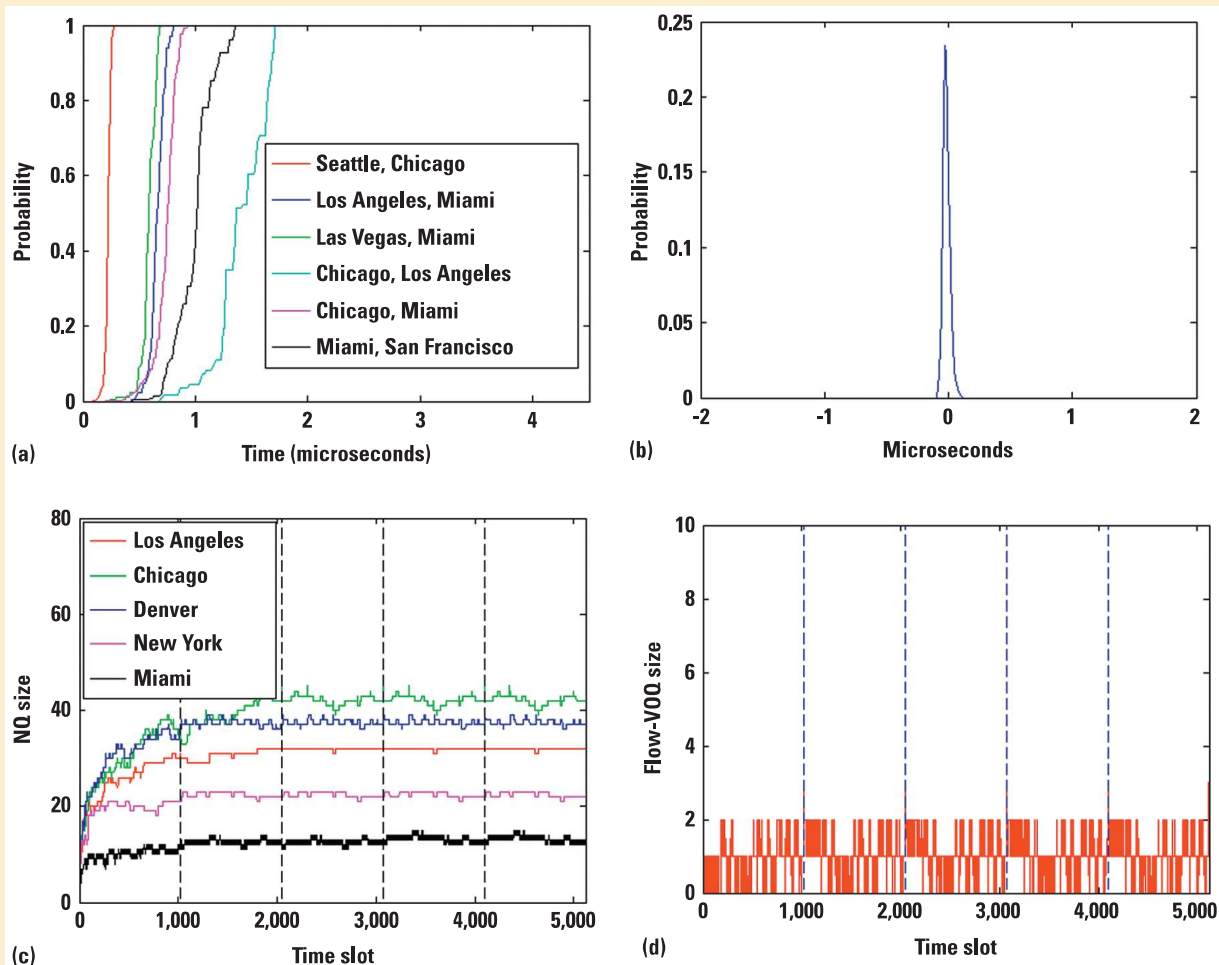 1
0.8
0.6
0.4
0.2
0
Probability
0 1 2 3 4
Time (microseconds)
Seattle, Chicago
Los Angeles, Miami
Las Vegas, Miami
Chicago, Los Angeles
Chicago, Miami
Miami, San Francisco
(a)
0.25
0.2
0.15
0.1
0.05
0
Probability
-2 -1 0 1 2
Microseconds
(b)
80
60
40
20
0
NQ size
Los Angeles
Chicago
Denver
New York
Miami
0 1,000 2,000 3,000 4,000 5,000
Time slot
(c)
10
8
6
4
2
0
Flow-VOQ size
0 1,000 2,000 3,000 4,000 5,000
Time slot
(d)